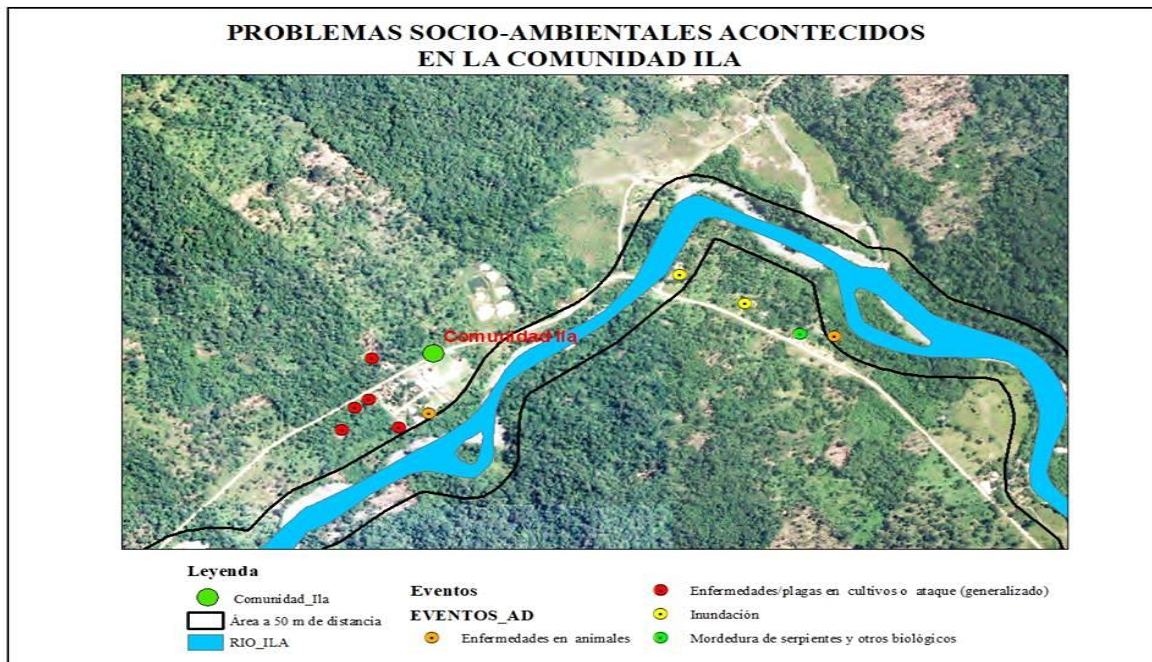 PROBLEMAS SOCIO-AMBIENTALES ACONTECIDOS
EN LA COMUNIDAD ILA
Comunidad Ila
Leyenda
Comunidad_Ila
Área a 50 m de distancia
RIO_ILA
Eventos
EVENTOS_AD
Enfermedades en animales
Enfermedades/plagas en cultivos o ataque (generalizado)
Inundación
Mordedura de serpientes y otros biológicos